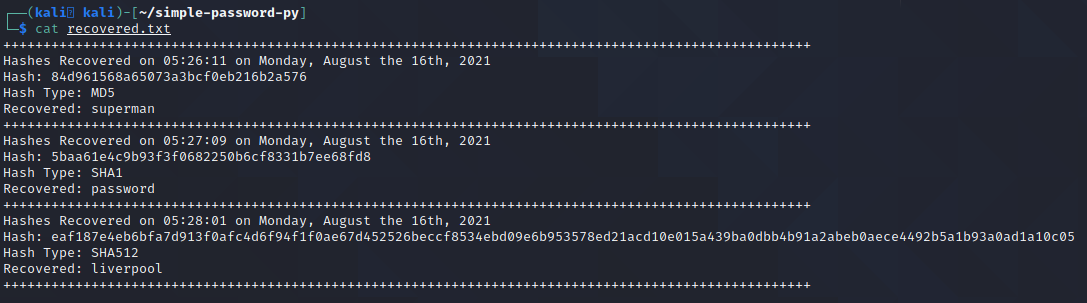 ┌──(kali㉿kali)-[~/simple-password-py]
└─$ cat recovered.txt
+++++++++++++++++++++++++++++++++++++++++++++++++++++++++++++++++++++++++++++++++++++++++++++++++++++
Hashes Recovered on 05:26:11 on Monday, August the 16th, 2021
Hash: 84d961568a65073a3bcf0eb216b2a576
Hash Type: MD5
Recovered: superman
+++++++++++++++++++++++++++++++++++++++++++++++++++++++++++++++++++++++++++++++++++++++++++++++++++++
Hashes Recovered on 05:27:09 on Monday, August the 16th, 2021
Hash: 5baa61e4c9b93f3f0682250b6cf8331b7ee68fd8
Hash Type: SHA1
Recovered: password
+++++++++++++++++++++++++++++++++++++++++++++++++++++++++++++++++++++++++++++++++++++++++++++++++++++
Hashes Recovered on 05:28:01 on Monday, August the 16th, 2021
Hash: eaf187e4eb6bfa7d913f0afc4d6f94f1f0ae67d452526beccf8534ebd09e6b953578ed21acd10e015a439ba0dbb4b91a2abeb0aece4492b5a1b93a0ad1a10c05
Hash Type: SHA512
Recovered: liverpool
+++++++++++++++++++++++++++++++++++++++++++++++++++++++++++++++++++++++++++++++++++++++++++++++++++++